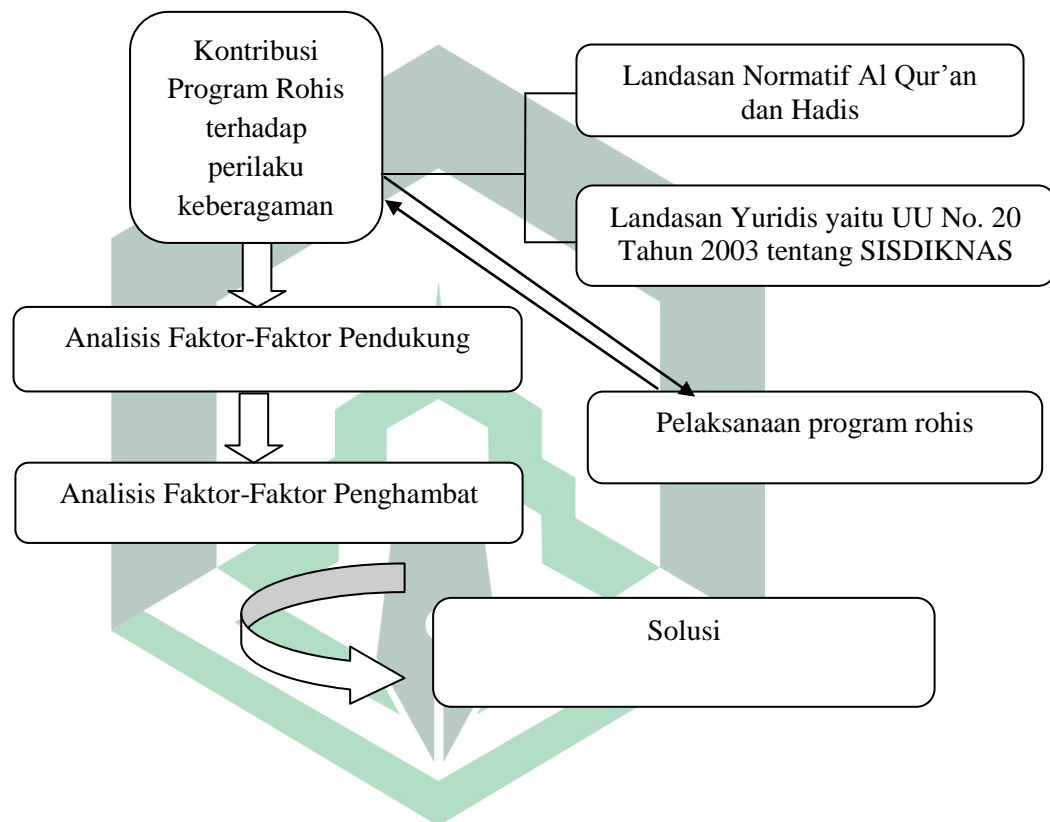 Kontribusi
Program Rohis
terhadap
perilaku
keberagaman
Landasan Normatif Al Qur’an
dan Hadis
Landasan Yuridis yaitu UU No. 20
Tahun 2003 tentang SISDIKNAS
Analisis Faktor-Faktor Pendukung
Pelaksanaan program rohis
Analisis Faktor-Faktor Penghambat
Solusi